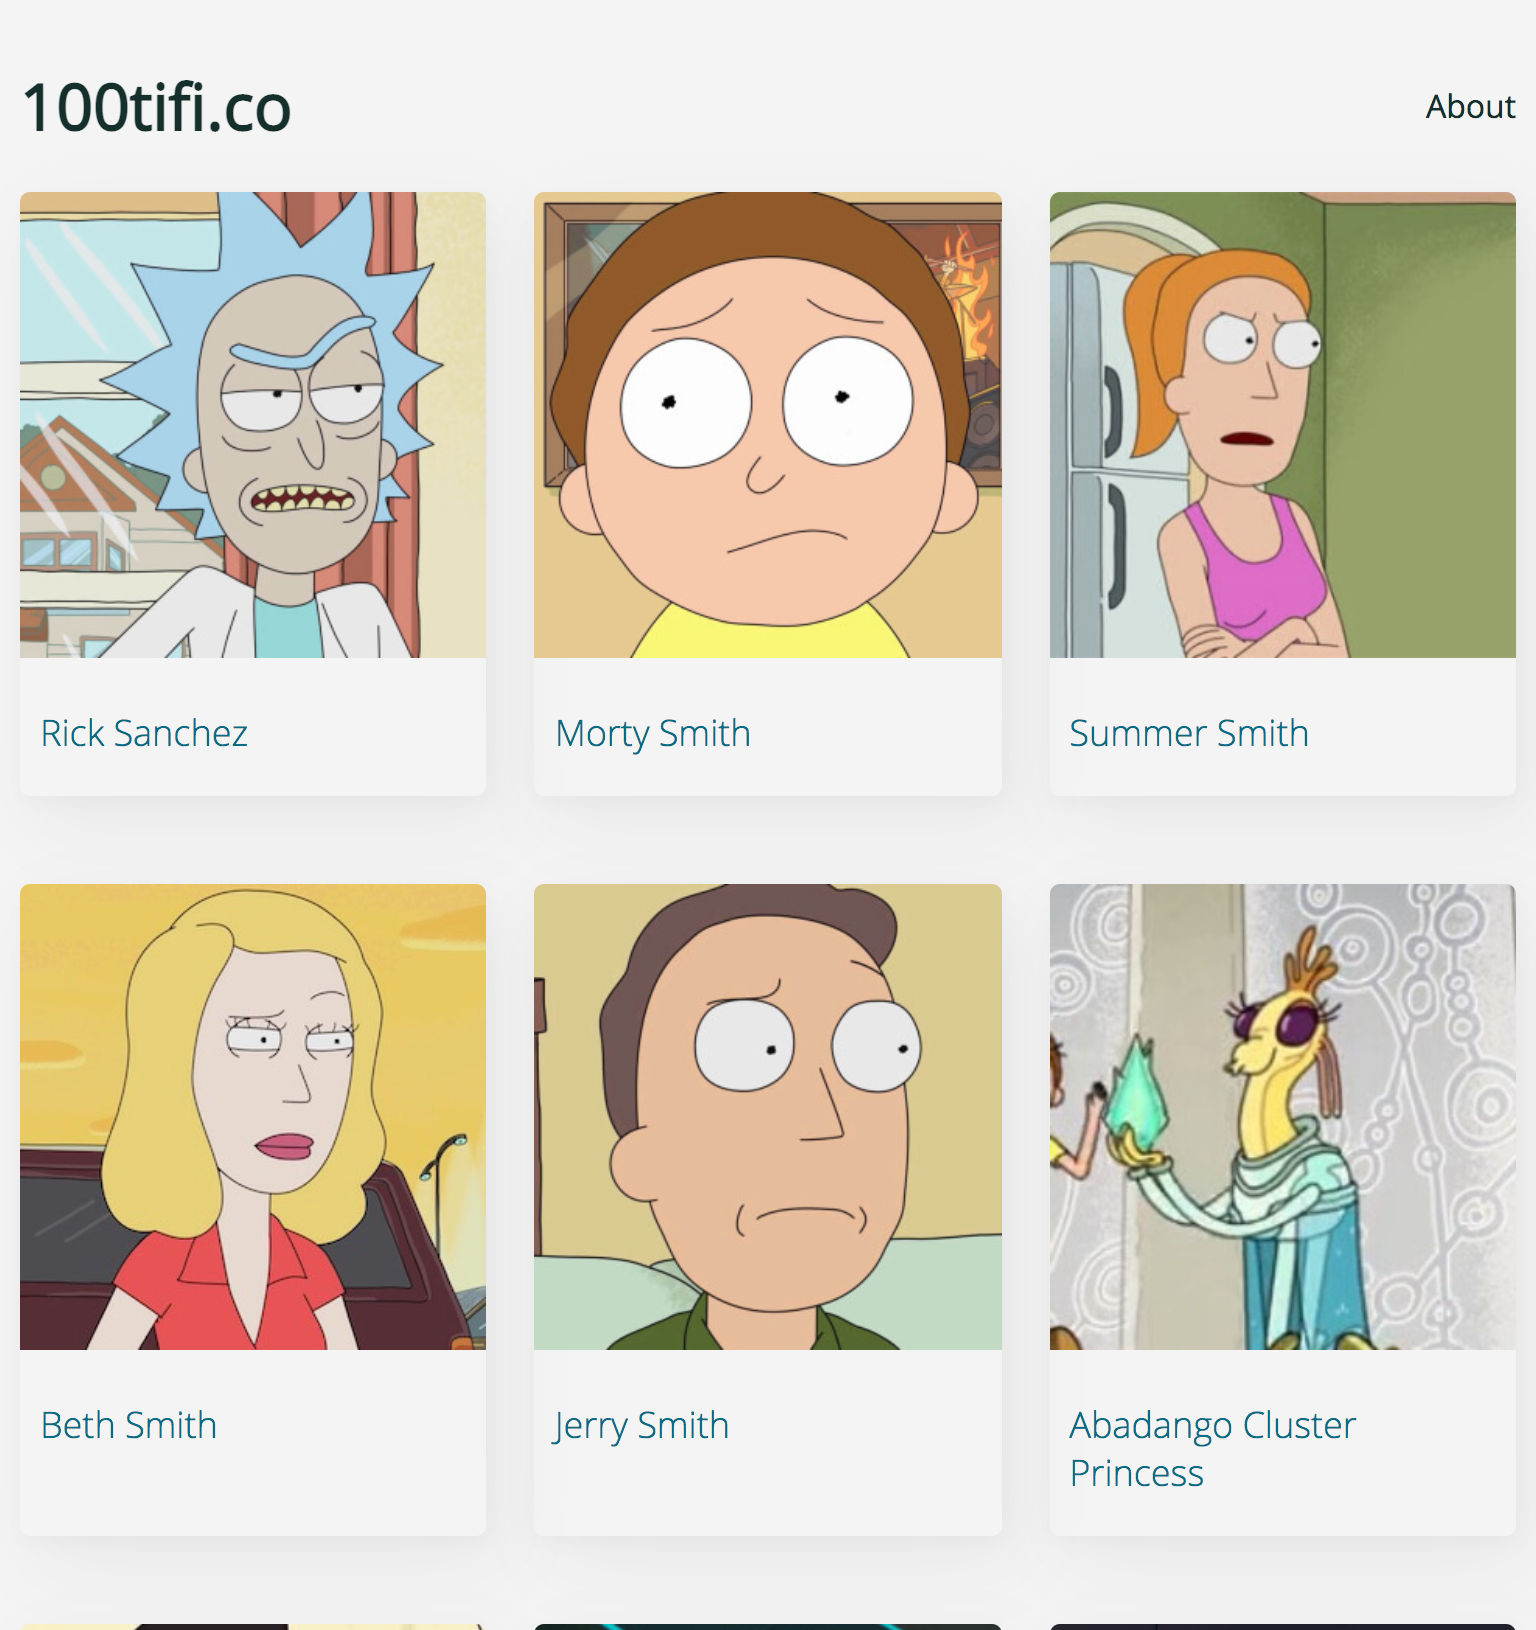 100tifi.co
About
Rick Sanchez
Morty Smith
Summer Smith
Beth Smith
Jerry Smith
Abadango Cluster
Princess